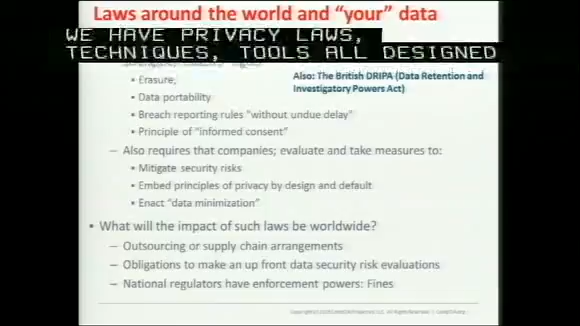 Laws around the world and “your” data
WE HAVE PRIVACY LAWS,
TECHNIQUES, TOOLS ALL DESIGNED
• Erasure;
Also: The British DRIPA (Data Retention and
Investigatory Powers Act)
• Data portability
• Breach reporting rules “without undue delay”
• Principle of “informed consent”
– Also requires that companies; evaluate and take measures to:
• Mitigate security risks
• Embed principles of privacy by design and default
• Enact “data minimization”
• What will the impact of such laws be worldwide?
– Outsourcing or supply chain arrangements
– Obligations to make an up front data security risk evaluations
– National regulators have enforcement powers: Fines